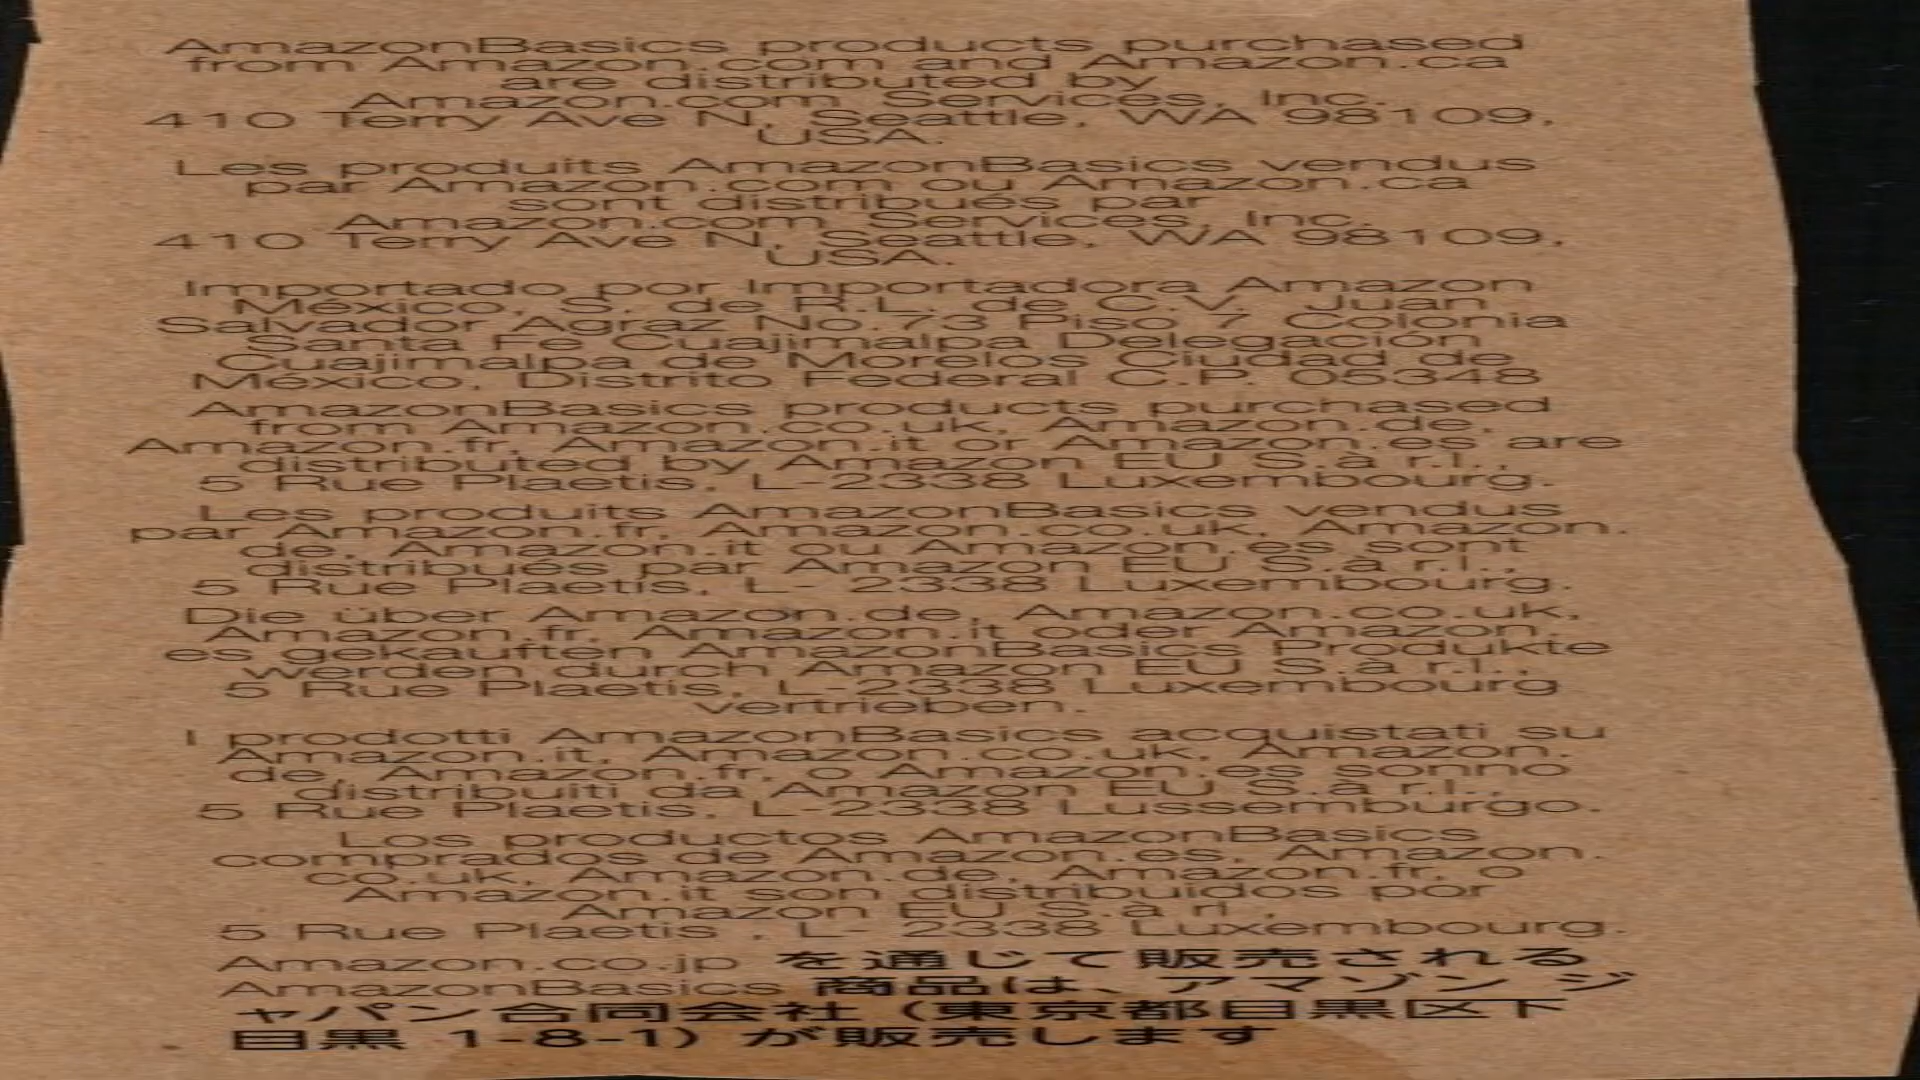 AmazonBasics products purchased
from Amazon.com and Amazon.ca
are distributed by
Amazon.com Services, Inc.
410 Terry Ave N, Seattle, WA 98109,
USA.
Les produits AmazonBasics vendus
par Amazon.com ou Amazon.ca
sont distribués par
Amazon.com Services, Inc.
410 Terry Ave N, Seattle, WA 98109,
USA.
Importado por Importadora Amazon
México, S. de R.L. de C.V. Juan
Salvador Agraz No.73 Piso 7 Colonia
Santa Fe Cuajimalpa Delegación
Cuajimalpa de Morelos Ciudad de
México, Distrito Federal C.P. 05348
AmazonBasics products purchased
from Amazon.co.uk, Amazon.de,
Amazon.fr, Amazon.it or Amazon.es are
distributed by Amazon EU S.à r.l.,
5 Rue Plaetis, L-2338 Luxembourg.
Les produits AmazonBasics vendus
par Amazon.fr, Amazon.co.uk, Amazon.
de, Amazon.it ou Amazon.es sont
distribués par Amazon EU S.à r.l.,
5 Rue Plaetis, L- 2338 Luxembourg.
Die über Amazon.de, Amazon.co.uk,
Amazon.fr, Amazon.it oder Amazon.
es gekauften AmazonBasics Produkte
werden durch Amazon EU S.à r.l.,
5 Rue Plaetis, L-2338 Luxembourg
vertrieben.
I prodotti AmazonBasics acquistati su
Amazon.it, Amazon.co.uk, Amazon.
de, Amazon.fr, o Amazon.es sonno
distribuiti da Amazon EU S.à r.l.,
5 Rue Plaetis, L-2338 Lussemburgo.
Los productos AmazonBasics
comprados de Amazon.es, Amazon.
co.uk, Amazon.de, Amazon.fr, o
Amazon.it son distribuidos por
Amazon EU S.à rl ,
5 Rue Plaetis , L- 2338 Luxembourg.
Amazon.co.jp を通じて販売される
AmazonBasics 商品は、アマゾン ジ
ャパン合同会社 (東京都目黒区下
目黒 1-8-1) が販売します